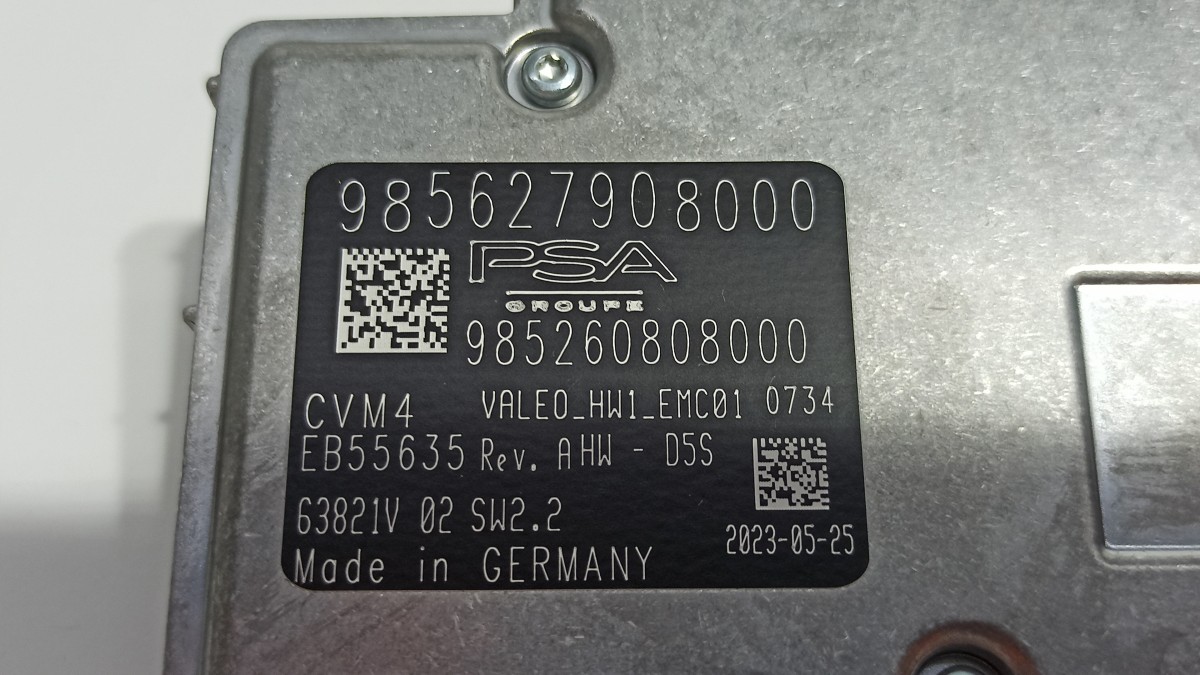 985627908000
PSA
GROUPE
985260808000
CVM4 VALEO_HW1_EMC01 0734
EB55635 Rev. A HW - D5S
63821V 02 SW2.2
2023-05-25
Made in GERMANY